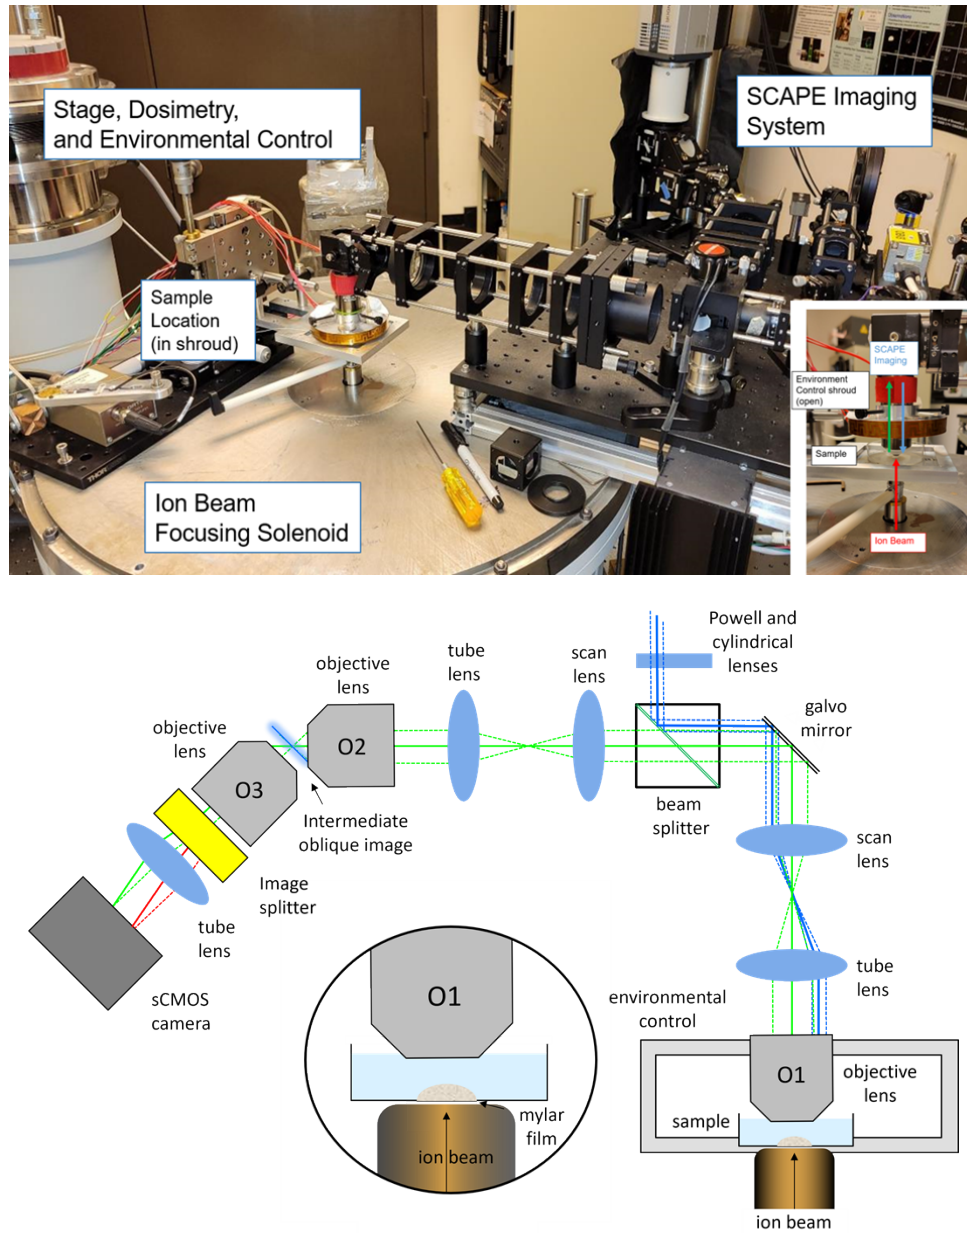 Stage, Dosimetry,
and Environmental Control
SCAPE Imaging
System
Sample
Location
(in shroud)
Ion Beam
Focusing Solenoid
SCAPE
Imaging
Environment
Control shroud
(open)
Sample
Ion Beam
Powell and
cylindrical
lenses
tube
lens
scan
lens
objective
lens
galvo
mirror
objective
lens
O2
O3
beam
splitter
Intermediate
oblique image
scan
lens
Image
splitter
tube
lens
sCMOS
camera
tube
lens
environmental
control
O1
O1
objective
lens
sample
mylar
film
ion beam
ion beam